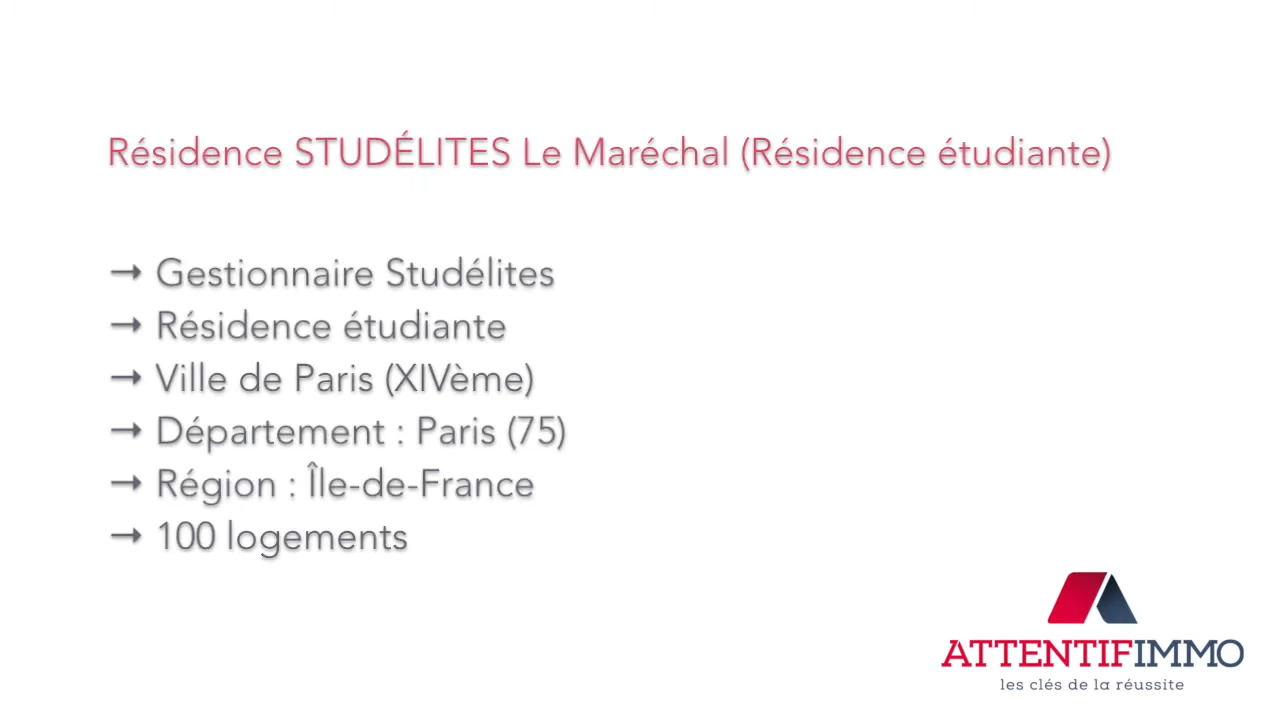 Résidence STUDÉLITES Le Maréchal (Résidence étudiante)
→ Gestionnaire Studélites
→ Résidence étudiante
→ Ville de Paris (XIVème)
→ Département : Paris (75)
→ Région : Île-de-France
→ 100 logements
ATTENTIFIMMO
les clés de la réussite